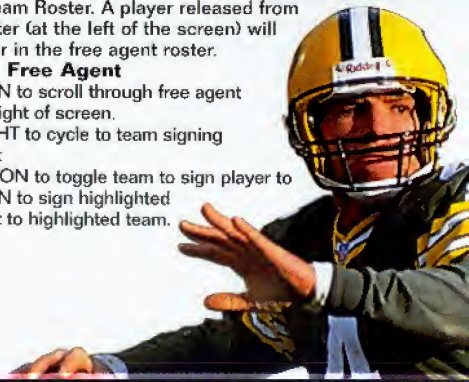 eam Roster. A player released from
ter (at the left of the screen) will
r in the free agent roster.
Free Agent
N to scroll through free agent
ight of screen.
HT to cycle to team signing
ON to toggle team to sign player to
N to sign highlighted
to highlighted team.
Riddell